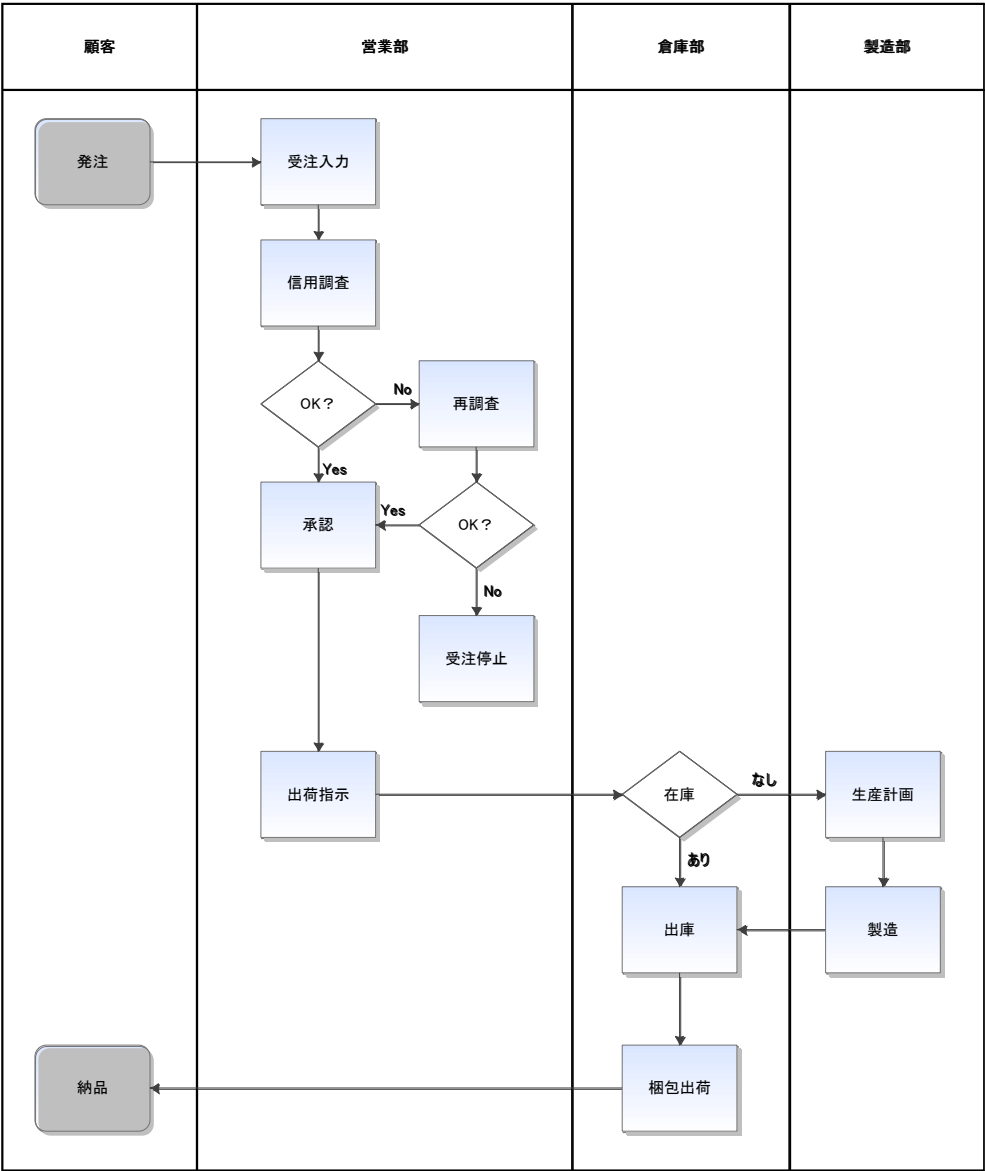 顧客
営業部
倉庫部
製造部
発注
受注入力
信用調査
OK？
No
再調査
Yes
承認
Yes
OK？
No
受注停止
出荷指示
在庫
なし
生産計画
あり
出庫
製造
納品
梱包出荷